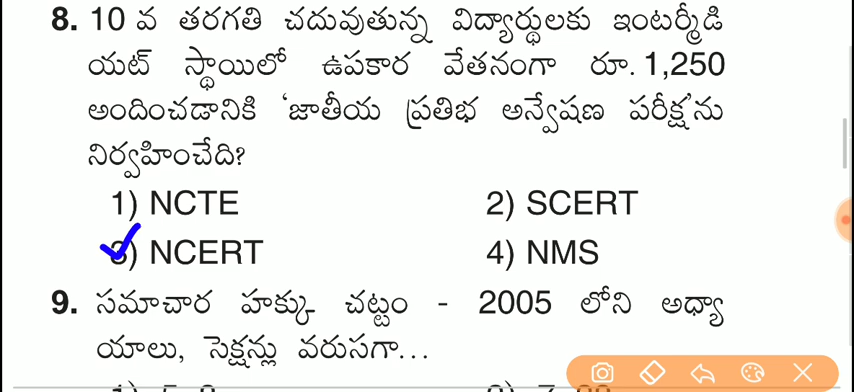 8. 10 వ తరగతి చదువుతున్న విద్యార్థులకు ఇంటర్మీడి
యట్ స్థాయిలో ఉపకార వేతనంగా రూ. 1,250
అందించడానికి ‘జాతీయ ప్రతిభ అన్వేషణ పరీక్ష’ను
నిర్వహించేది?
1) NCTE 2) SCERT
3) NCERT 4) NMS
9. సమాచార హక్కు చట్టం - 2005 లోని అధ్యా
యాలు, సెక్షన్లు వరుసగా...